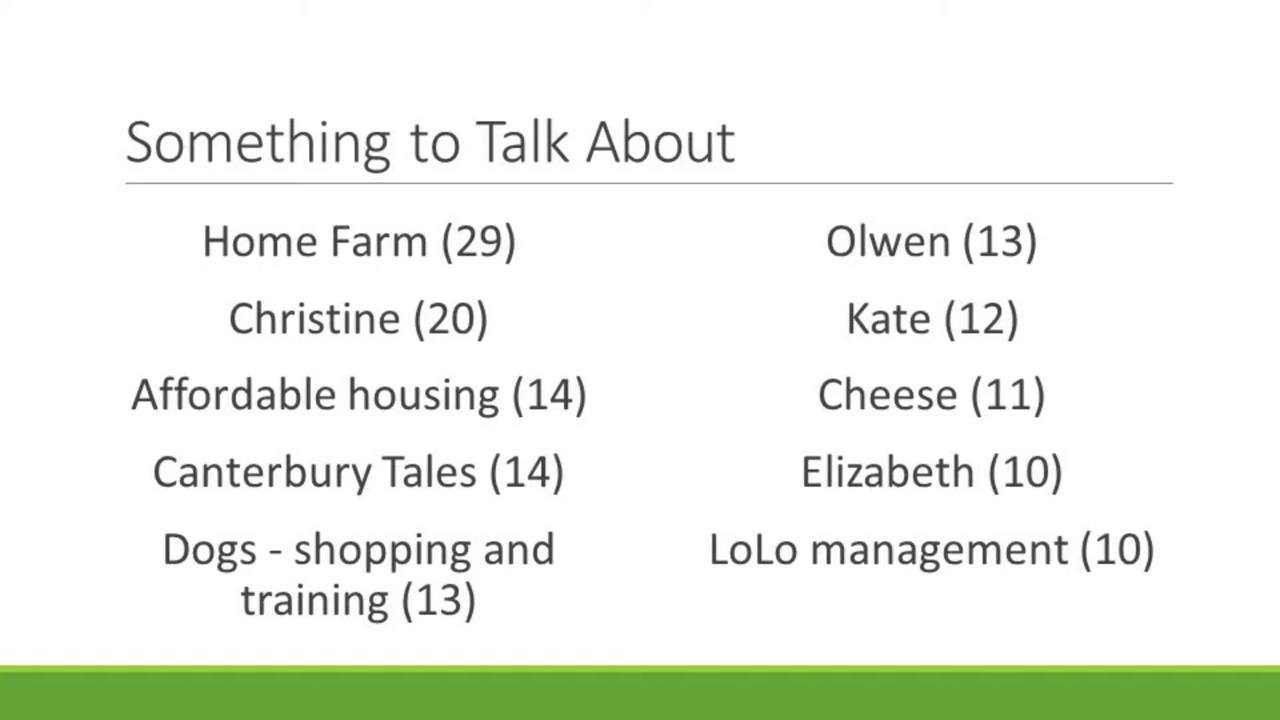 Something to Talk About
Home Farm (29)
Christine (20)
Affordable housing (14)
Canterbury Tales (14)
Dogs - shopping and
training (13)
Olwen (13)
Kate (12)
Cheese (11)
Elizabeth (10)
LoLo management (10)